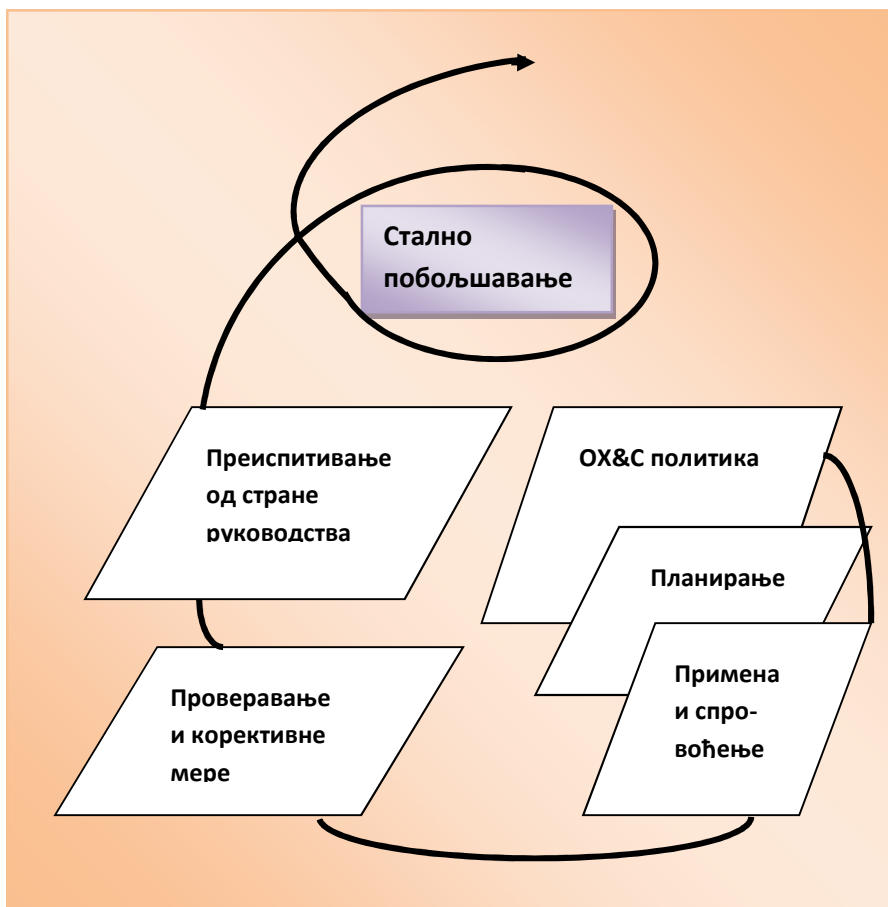 Стално
побољшавање
Преиспитивање
од стране
руководства
ОХ&С политика
Планирање
Примена
и спро-
вођење
Проверавање
и корективне
мере